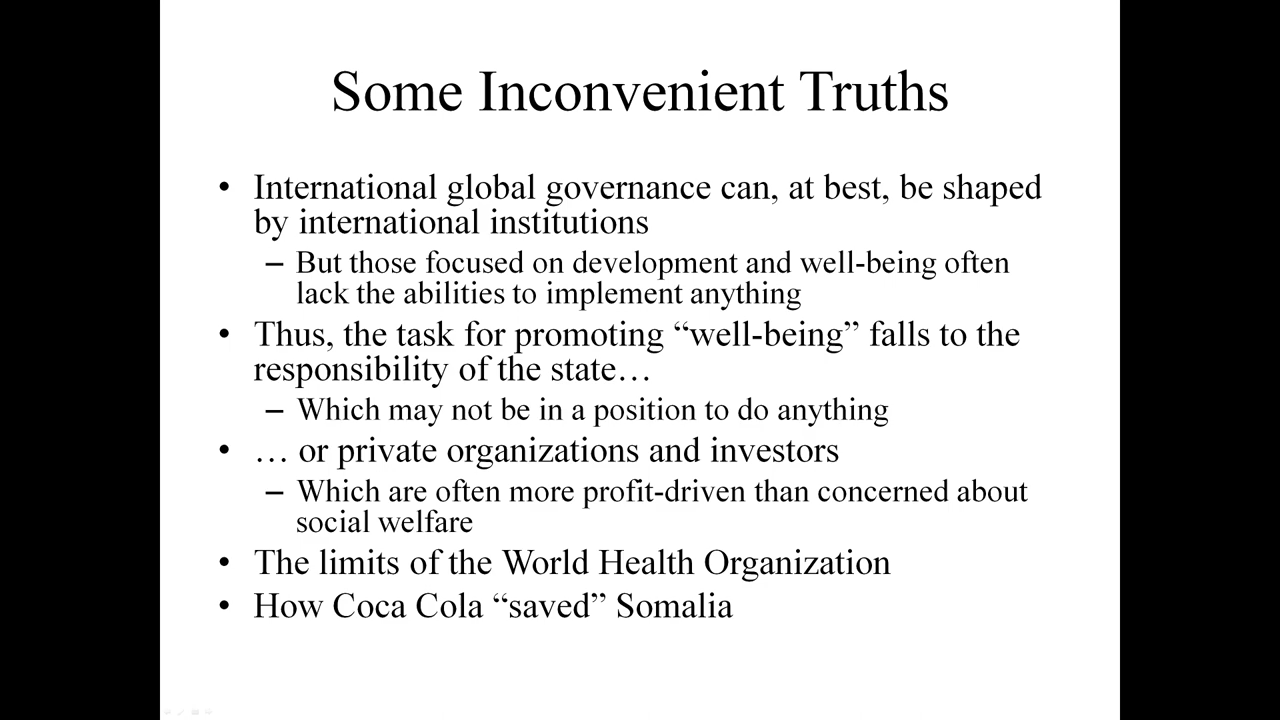 Some Inconvenient Truths
• International global governance can, at best, be shaped
by international institutions
– But those focused on development and well-being often
lack the abilities to implement anything
• Thus, the task for promoting “well-being” falls to the
responsibility of the state…
– Which may not be in a position to do anything
• … or private organizations and investors
– Which are often more profit-driven than concerned about
social welfare
• The limits of the World Health Organization
• How Coca Cola “saved” Somalia